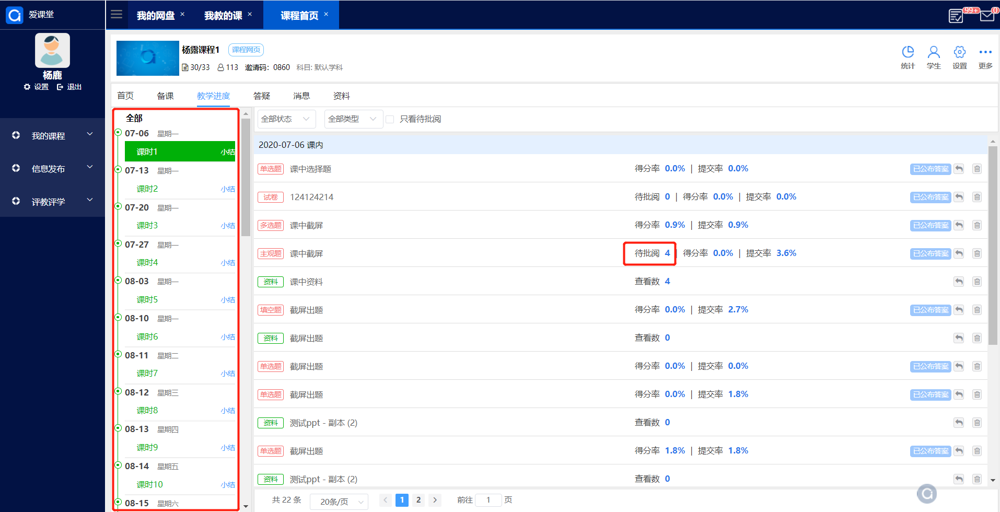 爱课堂
我的网盘 ×
我教的课 ×
课程首页 ×
99+
0
杨鹿
设置 退出
我的课程
信息发布
评教评学
杨露课程1 课程网页
30/33 113 邀请码：0860 科目: 默认学科
统计 学生 设置 更多
首页 备课 教学进度 答疑 消息 资料
全部
07-06 星期一
课时1 小结
07-13 星期一
课时2 小结
07-20 星期一
课时3 小结
07-27 星期一
课时4 小结
08-03 星期一
课时5 小结
08-10 星期一
课时6 小结
08-11 星期二
课时7 小结
08-12 星期三
课时8 小结
08-13 星期四
课时9 小结
08-14 星期五
课时10 小结
08-15 星期六
全部状态 全部类型 只看待批阅
2020-07-06 课内
单选题 课中选择题 得分率 0.0% | 提交率 0.0% 已公布答案
试卷 124124214 待批阅 0 | 得分率 0.0% | 提交率 0.0% 已公布答案
多选题 课中截屏 得分率 0.9% | 提交率 0.9% 已公布答案
主观题 课中截屏 待批阅 4 | 得分率 0.0% | 提交率 3.6% 已公布答案
资料 课中资料 查看数 4
填空题 截屏出题 得分率 0.0% | 提交率 2.7% 已公布答案
资料 截屏出题 查看数 0
单选题 截屏出题 得分率 0.0% | 提交率 0.0% 已公布答案
单选题 截屏出题 得分率 0.0% | 提交率 1.8% 已公布答案
资料 测试ppt - 副本 (2) 查看数 0
单选题 截屏出题 得分率 1.8% | 提交率 1.8% 已公布答案
资料 测试ppt - 副本 (2) 查看数 0
共 22 条 20条/页 1 2 前往 1 页